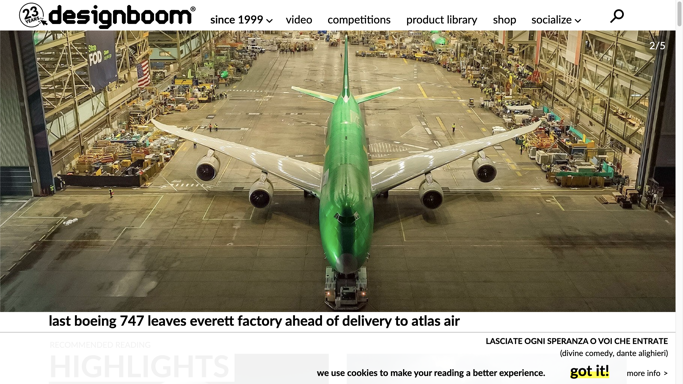 23 YEARS
designboom®
since 1999
video
competitions
product library
shop
socialize
2/5
FOD
last boeing 747 leaves everett factory ahead of delivery to atlas air
LASCIATE OGNI SPERANZA O VOI CHE ENTRATE
(divine comedy, dante alighieri)
RECOMMENDED READING
HIGHLIGHTS
we use cookies to make your reading a better experience.
got it!
more info >